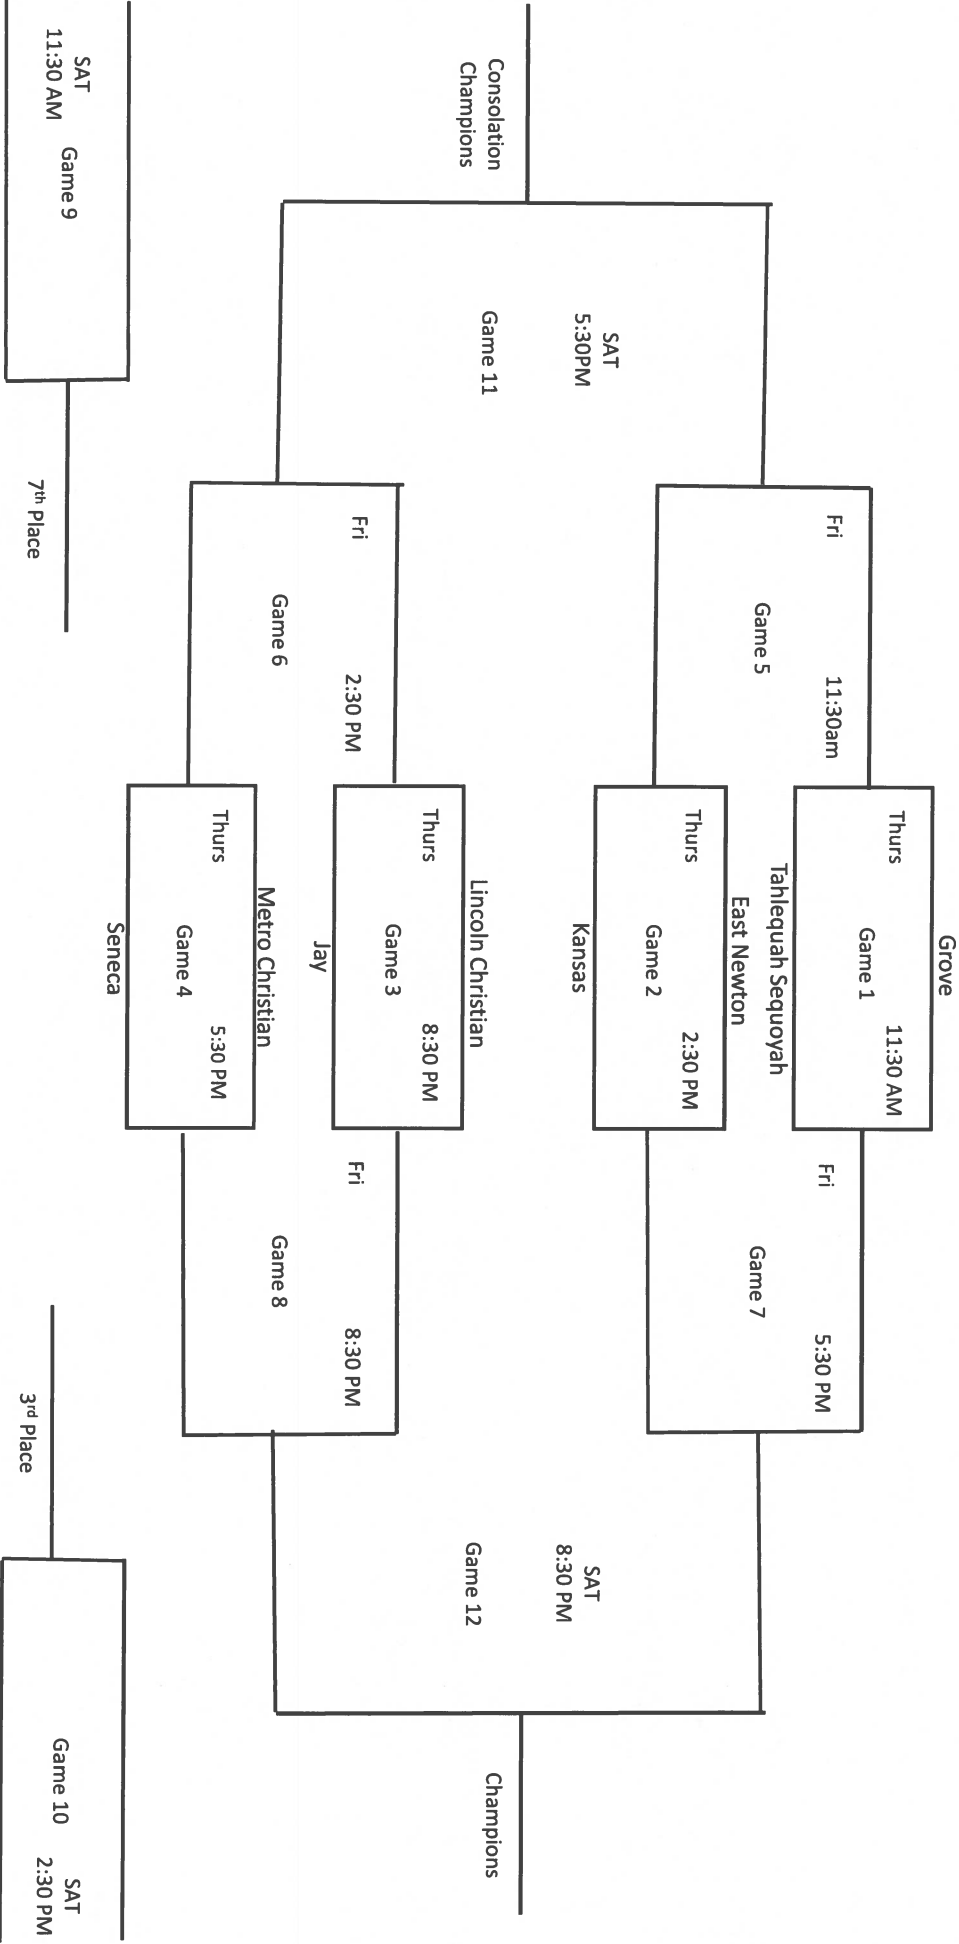 Grove
Thurs 11:30 AM
Game 1
Tahlequah Sequoyah
Fri 11:30am
Game 5
Fri 5:30 PM
Game 7
East Newton
Thurs 2:30 PM
Game 2
Kansas
SAT
5:30PM
Game 11
SAT
8:30 PM
Game 12
Consolation
Champions
Champions
Lincoln Christian
Thurs 8:30 PM
Game 3
Jay
Fri 2:30 PM
Game 6
Fri 8:30 PM
Game 8
Metro Christian
Thurs 5:30 PM
Game 4
Seneca
SAT
11:30 AM
Game 9
7th Place
3rd Place
Game 10
SAT
2:30 PM